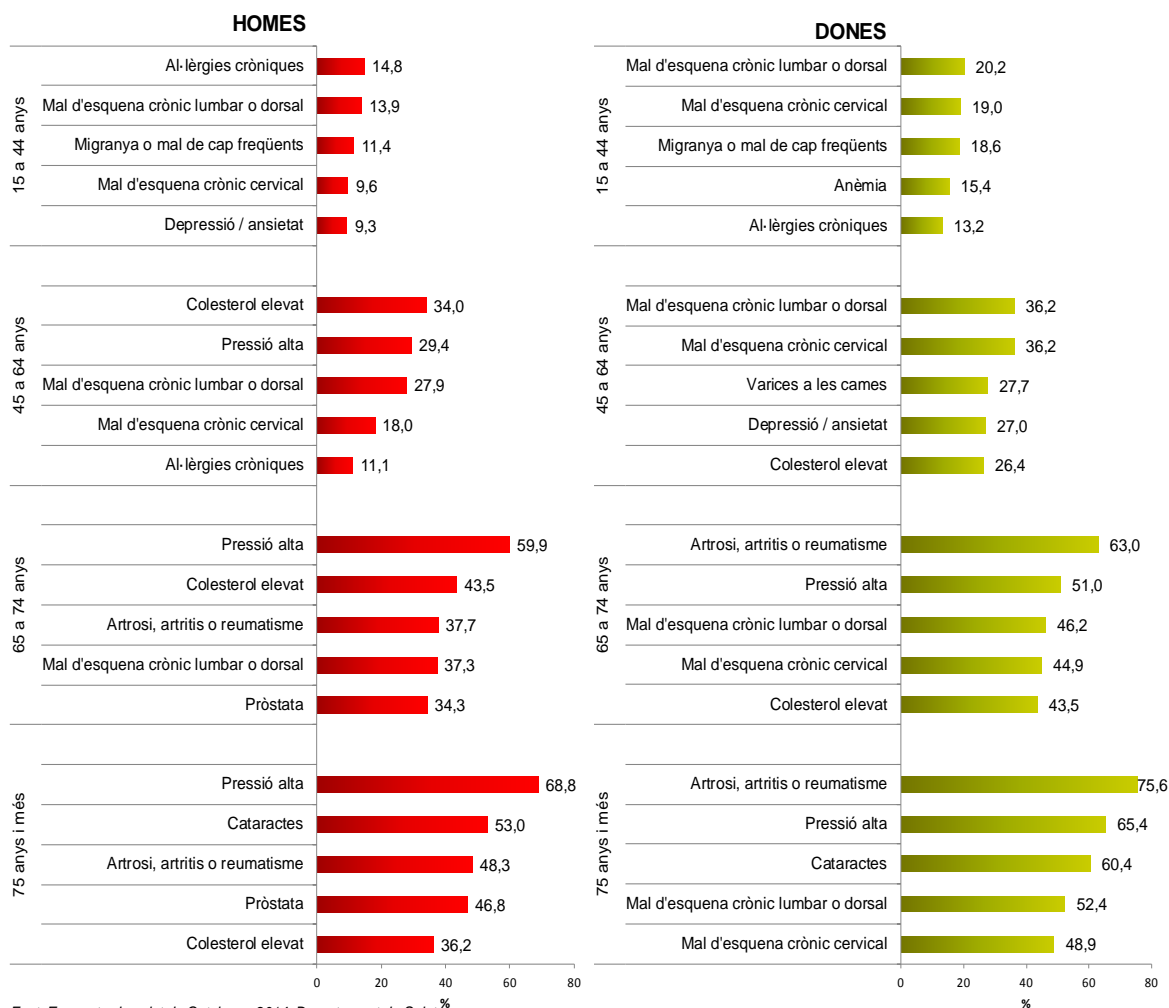 HOMES
15 a 44 anys
Al·lèrgies cròniques 14,8
Mal d'esquena crònic lumbar o dorsal 13,9
Migranya o mal de cap freqüents 11,4
Mal d'esquena crònic cervical 9,6
Depressió / ansietat 9,3
45 a 64 anys
Colesterol elevat 34,0
Pressió alta 29,4
Mal d'esquena crònic lumbar o dorsal 27,9
Mal d'esquena crònic cervical 18,0
Al·lèrgies cròniques 11,1
65 a 74 anys
Pressió alta 59,9
Colesterol elevat 43,5
Artrosi, artritis o reumatisme 37,7
Mal d'esquena crònic lumbar o dorsal 37,3
Pròstata 34,3
75 anys i més
Pressió alta 68,8
Cataractes 53,0
Artrosi, artritis o reumatisme 48,3
Pròstata 46,8
Colesterol elevat 36,2
0 20 40 60 80
%
DONES
15 a 44 anys
Mal d'esquena crònic lumbar o dorsal 20,2
Mal d'esquena crònic cervical 19,0
Migranya o mal de cap freqüents 18,6
Anèmia 15,4
Al·lèrgies cròniques 13,2
45 a 64 anys
Mal d'esquena crònic lumbar o dorsal 36,2
Mal d'esquena crònic cervical 36,2
Varices a les cames 27,7
Depressió / ansietat 27,0
Colesterol elevat 26,4
65 a 74 anys
Artrosi, artritis o reumatisme 63,0
Pressió alta 51,0
Mal d'esquena crònic lumbar o dorsal 46,2
Mal d'esquena crònic cervical 44,9
Colesterol elevat 43,5
75 anys i més
Artrosi, artritis o reumatisme 75,6
Pressió alta 65,4
Cataractes 60,4
Mal d'esquena crònic lumbar o dorsal 52,4
Mal d'esquena crònic cervical 48,9
0 20 40 60 80
%